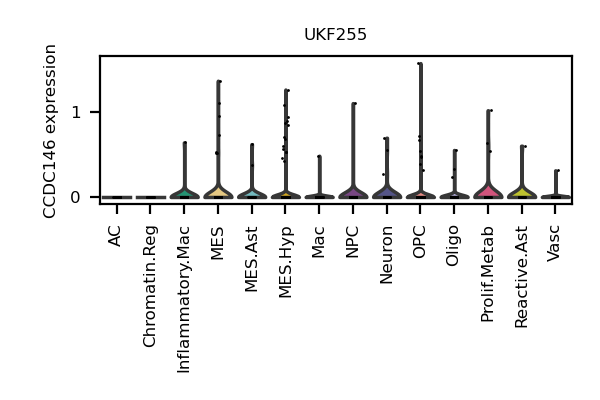 UKF255
CCDC146 expression
1
0
AC
Chromatin.Reg
Inflammatory.Mac
MES
MES.Ast
MES.Hyp
Mac
NPC
Neuron
OPC
Oligo
Prolif.Metab
Reactive.Ast
Vasc